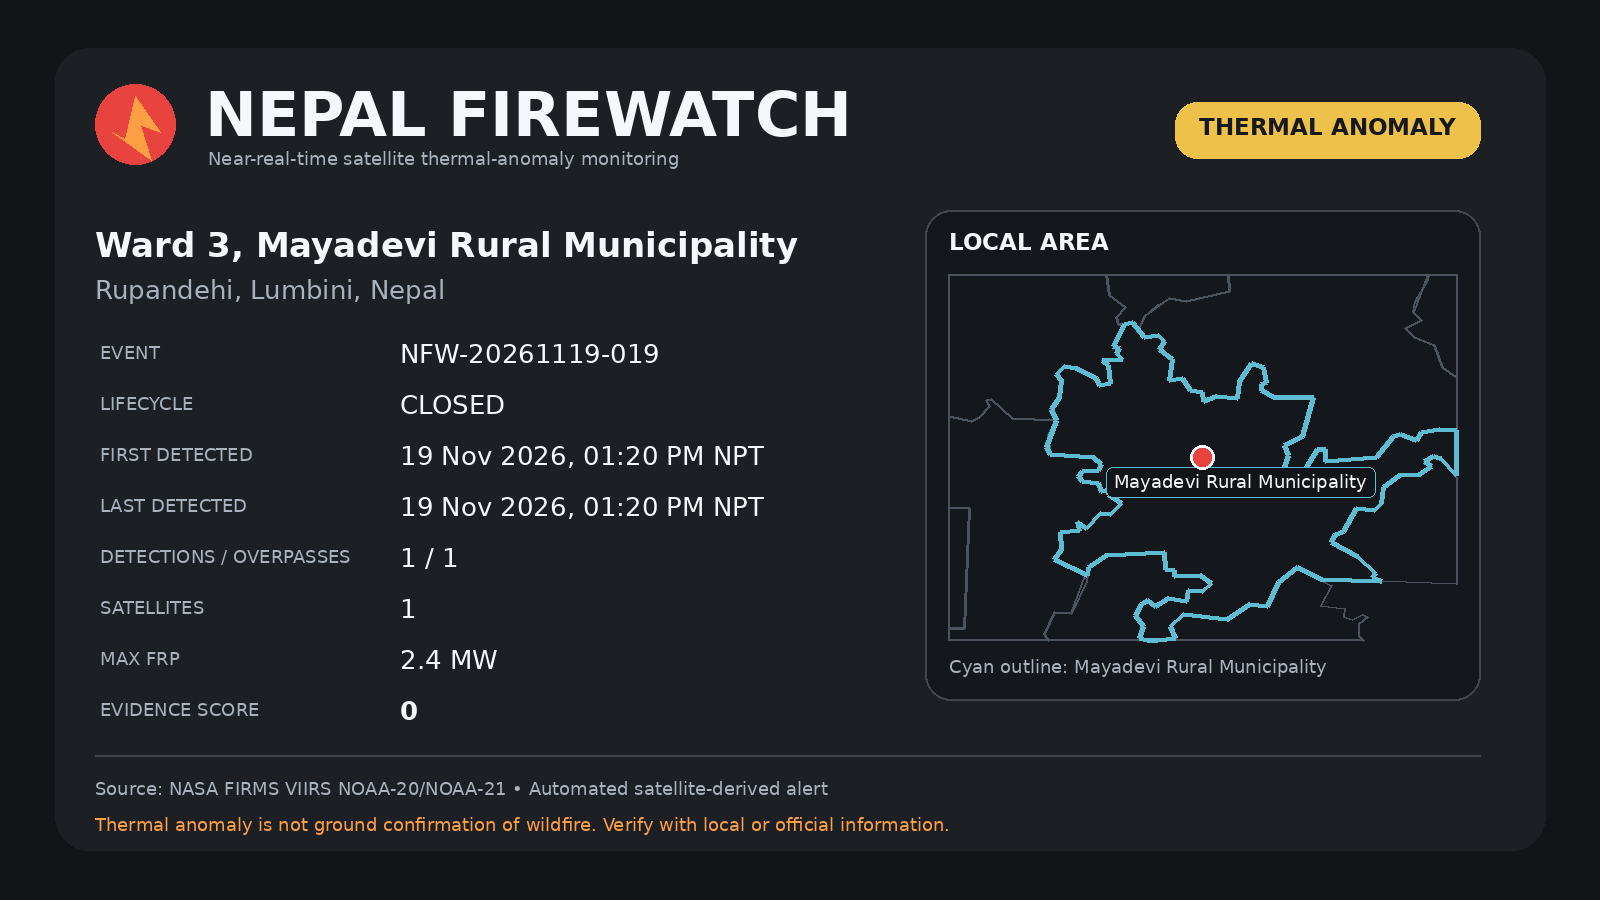 NEPAL FIREWATCH
Near-real-time satellite thermal-anomaly monitoring
THERMAL ANOMALY
Ward 3, Mayadevi Rural Municipality
Rupandehi, Lumbini, Nepal
EVENT NFW-20261119-019
LIFECYCLE CLOSED
FIRST DETECTED 19 Nov 2026, 01:20 PM NPT
LAST DETECTED 19 Nov 2026, 01:20 PM NPT
DETECTIONS / OVERPASSES 1 / 1
SATELLITES 1
MAX FRP 2.4 MW
EVIDENCE SCORE 0
LOCAL AREA
Mayadevi Rural Municipality
Cyan outline: Mayadevi Rural Municipality
Source: NASA FIRMS VIIRS NOAA-20/NOAA-21 • Automated satellite-derived alert
Thermal anomaly is not ground confirmation of wildfire. Verify with local or official information.